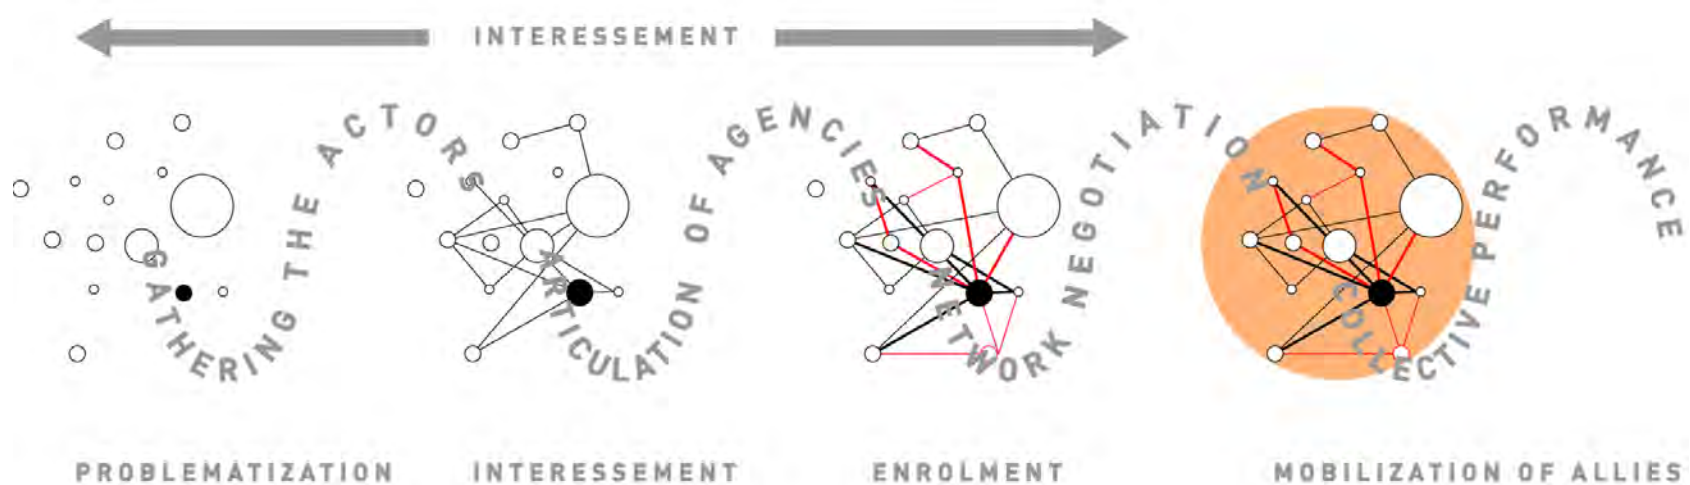 INTERESSEMENT
GATHERING THE ACTORS
ARTICULATION OF AGENCIES
NETWORK NEGOTIATION
COLLECTIVE PERFORMANCE
PROBLEMATIZATION
INTERESSEMENT
ENROLMENT
MOBILIZATION OF ALLIES